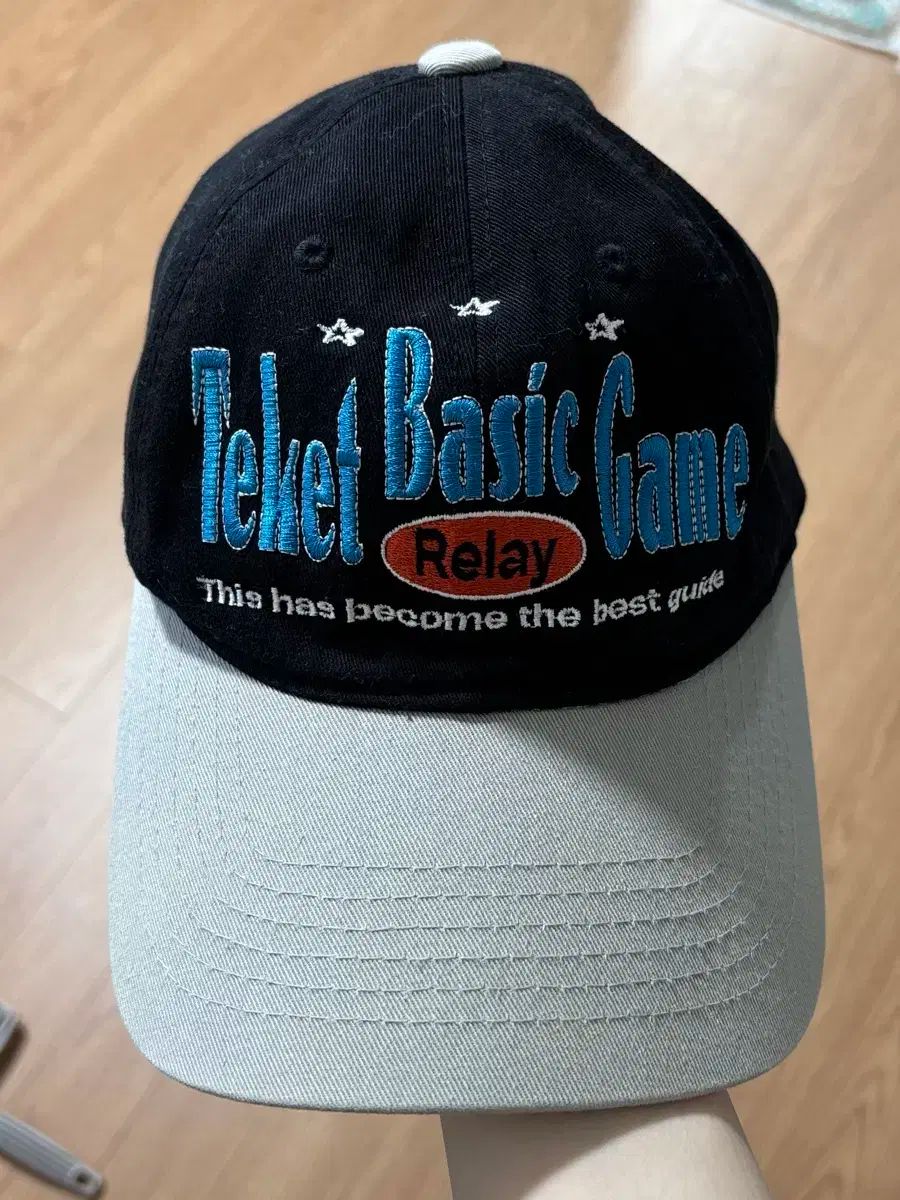 Teket Basic Game
Relay
This has become the best guide